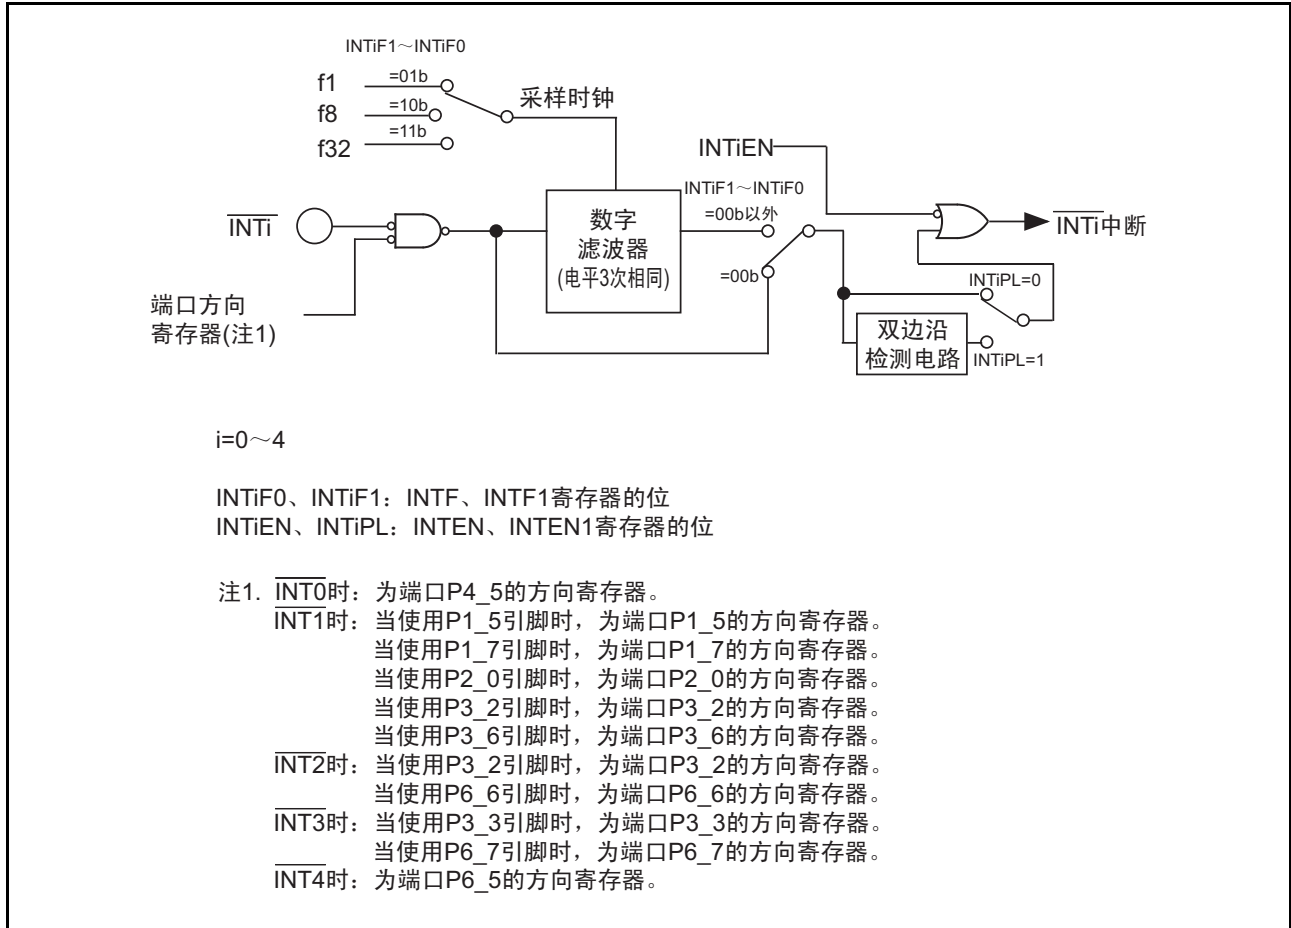 INTiF1～INTiF0
f1
=01b
f8
=10b
f32
=11b
采样时钟
INTiEN
INTi
数字
滤波器
(电平3次相同)
INTiF1～INTiF0
=00b以外
=00b
INTi中断
INTiPL=0
双边沿
检测电路
INTiPL=1
端口方向
寄存器(注1)
i=0～4
INTiF0、INTiF1：INTF、INTF1寄存器的位
INTiEN、INTiPL：INTEN、INTEN1寄存器的位
注1. INT0时：为端口P4_5的方向寄存器。
INT1时：当使用P1_5引脚时，为端口P1_5的方向寄存器。
当使用P1_7引脚时，为端口P1_7的方向寄存器。
当使用P2_0引脚时，为端口P2_0的方向寄存器。
当使用P3_2引脚时，为端口P3_2的方向寄存器。
当使用P3_6引脚时，为端口P3_6的方向寄存器。
INT2时：当使用P3_2引脚时，为端口P3_2的方向寄存器。
当使用P6_6引脚时，为端口P6_6的方向寄存器。
INT3时：当使用P3_3引脚时，为端口P3_3的方向寄存器。
当使用P6_7引脚时，为端口P6_7的方向寄存器。
INT4时：为端口P6_5的方向寄存器。